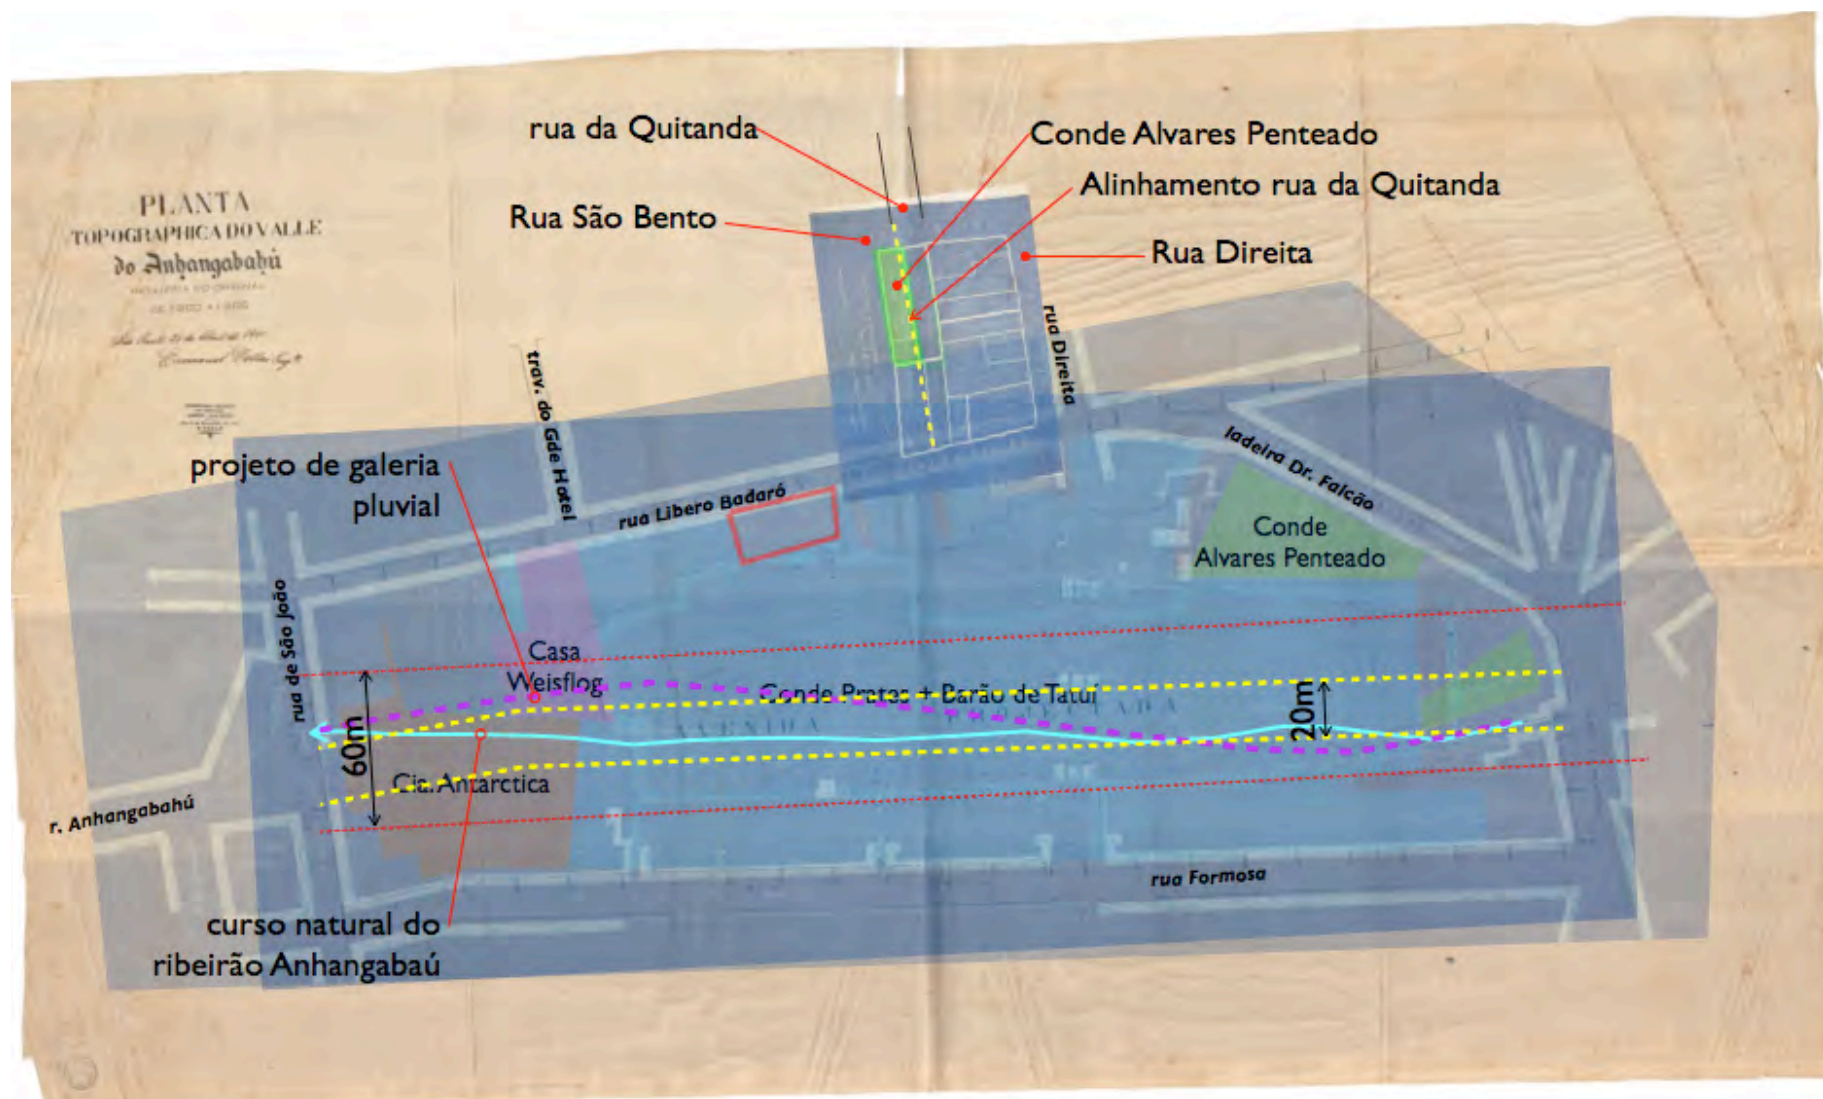 rua da Quitanda
Conde Alvares Penteado
Alinhamento rua da Quitanda
Rua São Bento
Rua Direita
PLANTA
TOPOGRAPHICA DO VALLE
do Anhangabahú
rua Direita
trav. do Gde Hotel
projeto de galeria
pluvial
rua Libero Badaró
ladeira Dr. Falcão
Conde
Alvares Penteado
rua de São João
Casa
Weisflog
Conde Prates + Barão de Tatuí
AVENIDA
20m
60m
Cia. Antarctica
r. Anhangabahú
rua Formosa
curso natural do
ribeirão Anhangabaú